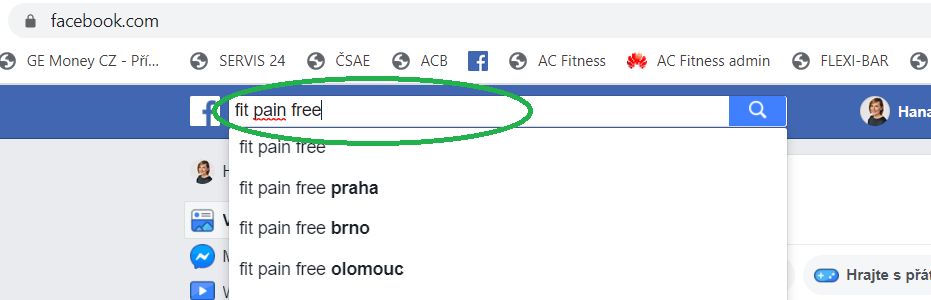 facebook.com
GE Money CZ - Pří... SERVIS 24 ČSAE ACB AC Fitness AC Fitness admin FLEXI-BAR
fit pain free Hana
fit pain free
fit pain free praha
fit pain free brno
fit pain free olomouc
Hrajte s přát